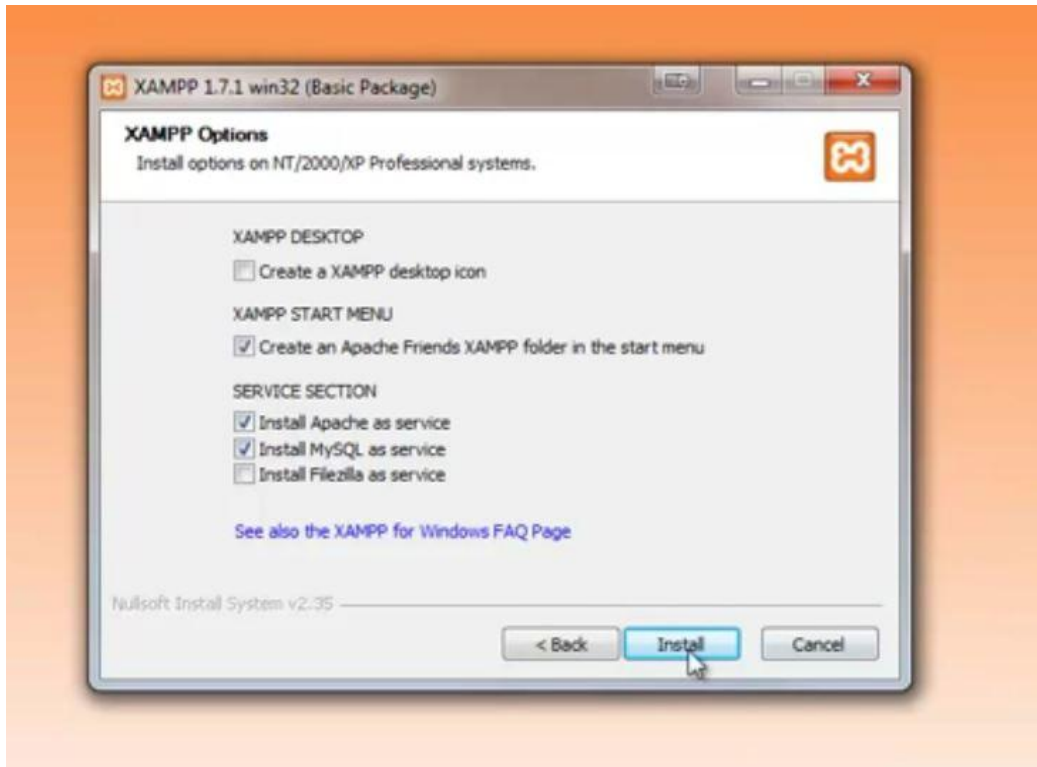 XAMPP 1.7.1 win32 (Basic Package)
XAMPP Options
Install options on NT/2000/XP Professional systems.
XAMPP DESKTOP
Create a XAMPP desktop icon
XAMPP START MENU
Create an Apache Friends XAMPP folder in the start menu
SERVICE SECTION
Install Apache as service
Install MySQL as service
Install Filezilla as service
See also the XAMPP for Windows FAQ Page
Nullsoft Install System v2.35
< Back Install Cancel